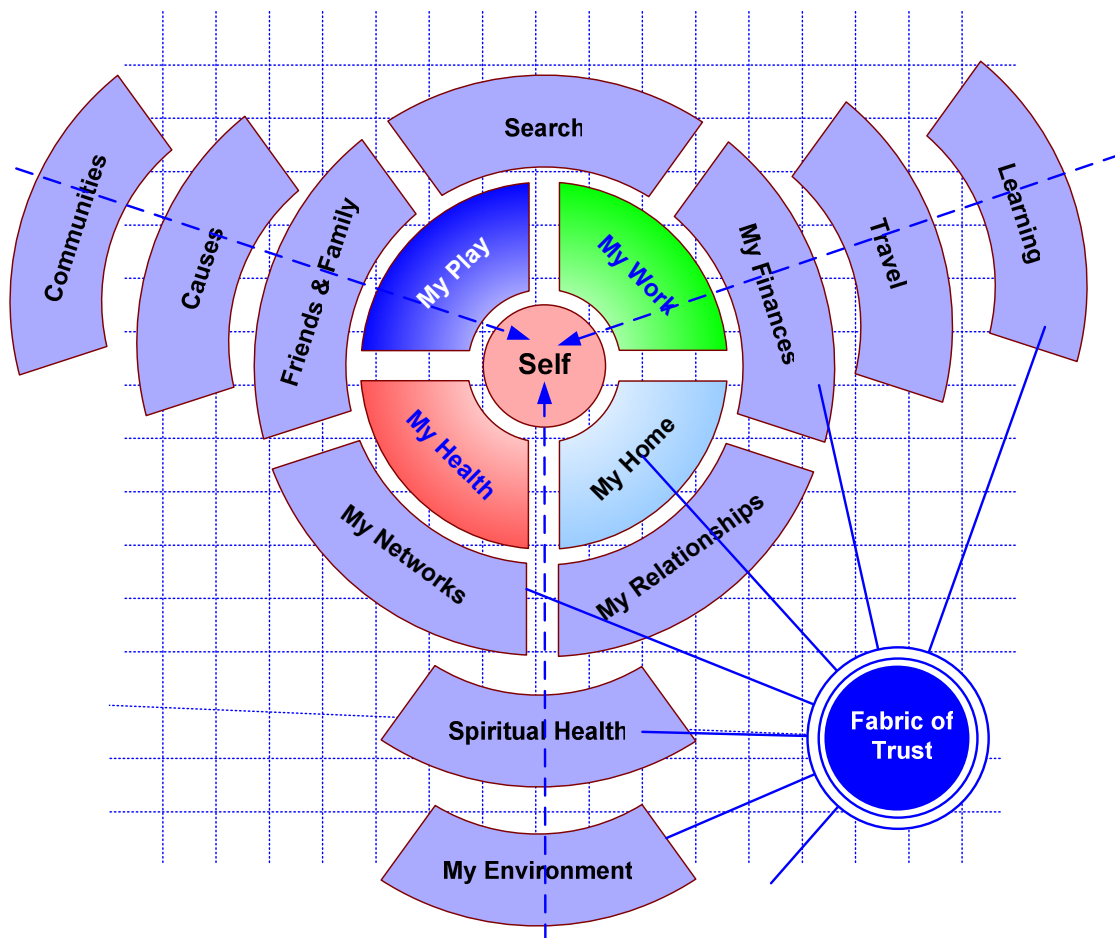 Search
Communities
Causes
Friends & Family
My Play
My Work
My Finances
Travel
Learning
Self
My Health
My Home
My Networks
My Relationships
Spiritual Health
Fabric of
Trust
My Environment